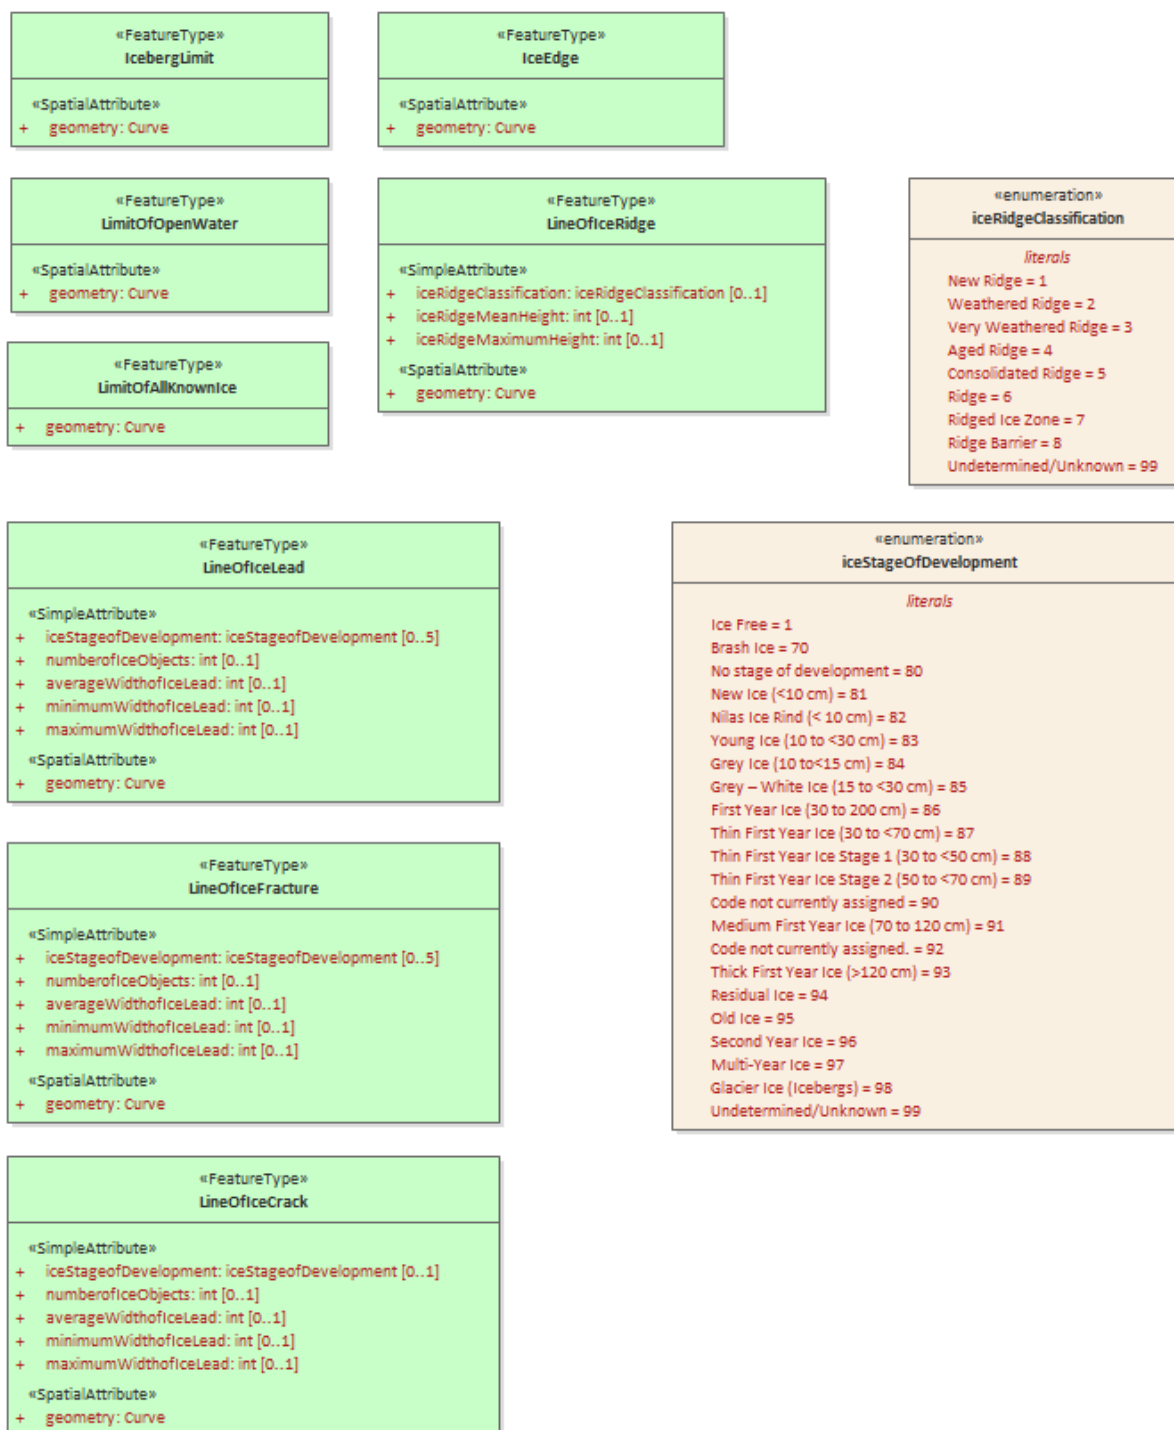 «FeatureType»
IcebergLimit
«SpatialAttribute»
+ geometry: Curve
«FeatureType»
IceEdge
«SpatialAttribute»
+ geometry: Curve
«FeatureType»
LimitOfOpenWater
«SpatialAttribute»
+ geometry: Curve
«FeatureType»
LineOfIceRidge
«SimpleAttribute»
+ iceRidgeClassification: iceRidgeClassification [0..1]
+ iceRidgeMeanHeight: int [0..1]
+ iceRidgeMaximumHeight: int [0..1]
«SpatialAttribute»
+ geometry: Curve
«enumeration»
iceRidgeClassification
literals
New Ridge = 1
Weathered Ridge = 2
Very Weathered Ridge = 3
Aged Ridge = 4
Consolidated Ridge = 5
Ridge = 6
Ridged Ice Zone = 7
Ridge Barrier = 8
Undetermined/Unknown = 99
«FeatureType»
LimitOfAllKnownIce
+ geometry: Curve
«FeatureType»
LineOfIceLead
«SimpleAttribute»
+ iceStageofDevelopment: iceStageofDevelopment [0..5]
+ numberofIceObjects: int [0..1]
+ averageWidthofIceLead: int [0..1]
+ minimumWidthofIceLead: int [0..1]
+ maximumWidthofIceLead: int [0..1]
«SpatialAttribute»
+ geometry: Curve
«enumeration»
iceStageOfDevelopment
literals
Ice Free = 1
Brash Ice = 70
No stage of development = 80
New Ice (<10 cm) = 81
Nilas Ice Rind (< 10 cm) = 82
Young Ice (10 to <30 cm) = 83
Grey Ice (10 to<15 cm) = 84
Grey – White Ice (15 to <30 cm) = 85
First Year Ice (30 to 200 cm) = 86
Thin First Year Ice (30 to <70 cm) = 87
Thin First Year Ice Stage 1 (30 to <50 cm) = 88
Thin First Year Ice Stage 2 (50 to <70 cm) = 89
Code not currently assigned = 90
Medium First Year Ice (70 to 120 cm) = 91
Code not currently assigned. = 92
Thick First Year Ice (>120 cm) = 93
Residual Ice = 94
Old Ice = 95
Second Year Ice = 96
Multi-Year Ice = 97
Glacier Ice (Icebergs) = 98
Undetermined/Unknown = 99
«FeatureType»
LineOfIceFracture
«SimpleAttribute»
+ iceStageofDevelopment: iceStageofDevelopment [0..5]
+ numberofIceObjects: int [0..1]
+ averageWidthofIceLead: int [0..1]
+ minimumWidthofIceLead: int [0..1]
+ maximumWidthofIceLead: int [0..1]
«SpatialAttribute»
+ geometry: Curve
«FeatureType»
LineOfIceCrack
«SimpleAttribute»
+ iceStageofDevelopment: iceStageofDevelopment [0..1]
+ numberofIceObjects: int [0..1]
+ averageWidthofIceLead: int [0..1]
+ minimumWidthofIceLead: int [0..1]
+ maximumWidthofIceLead: int [0..1]
«SpatialAttribute»
+ geometry: Curve